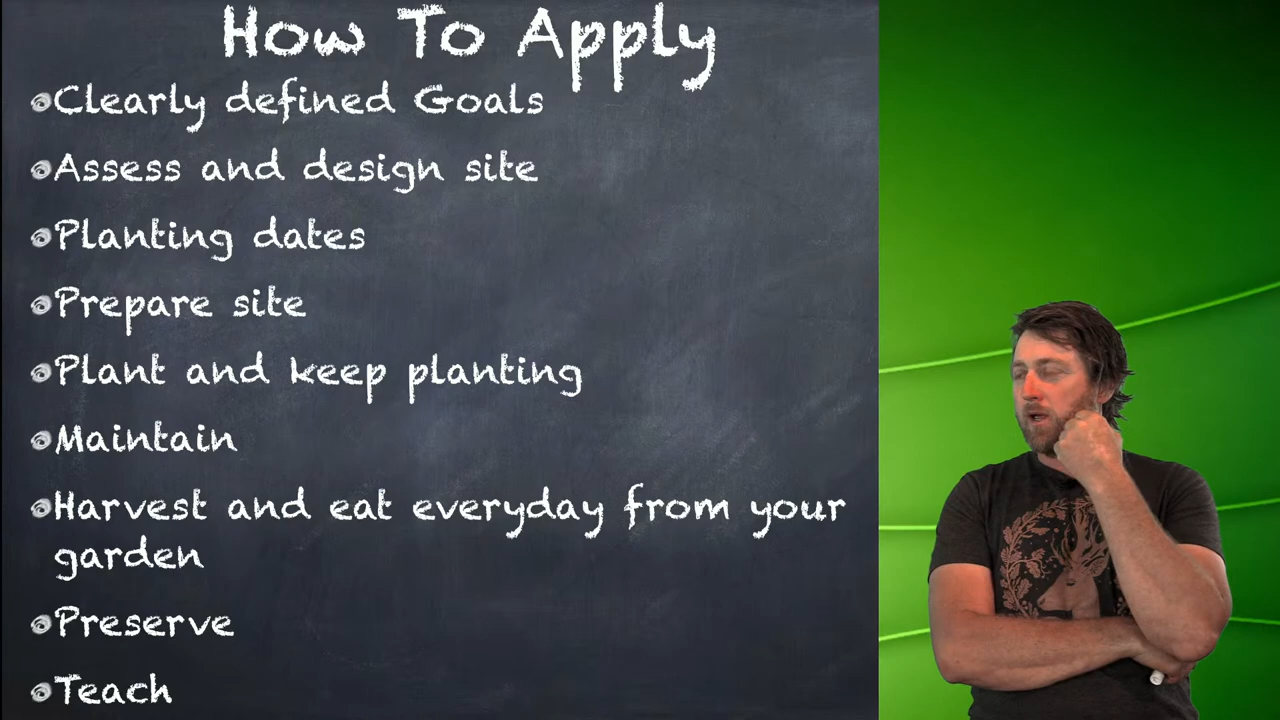 How To Apply
Clearly defined Goals
Assess and design site
Planting dates
Prepare site
Plant and keep planting
Maintain
Harvest and eat everyday from your
garden
Preserve
Teach